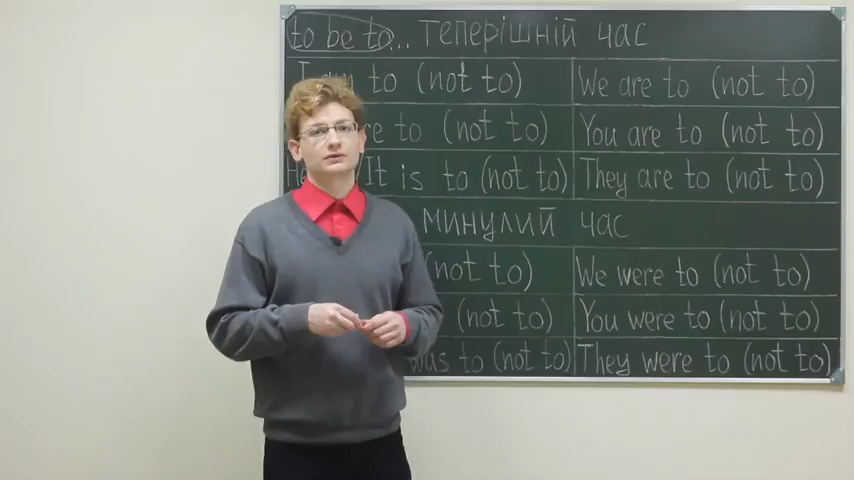 to be to... теперішній час
I am to (not to) We are to (not to)
re to (not to) You are to (not to)
He It is to (not to) They are to (not to)
минулий час
(not to) We were to (not to)
(not to) You were to (not to)
was to (not to) They were to (not to)